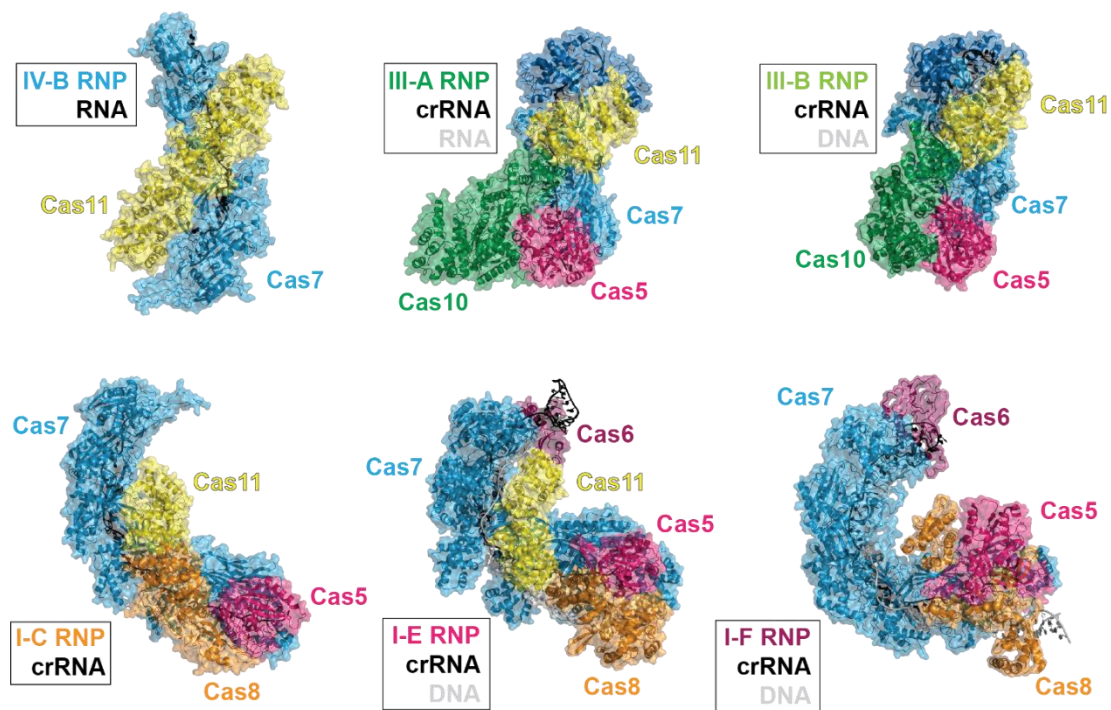 IV-B RNP
RNA
Cas11
Cas7
III-A RNP
crRNA
RNA
Cas11
Cas7
Cas10
Cas5
III-B RNP
crRNA
DNA
Cas11
Cas7
Cas10
Cas5
Cas7
Cas11
Cas5
I-C RNP
crRNA
Cas8
Cas6
Cas7
Cas11
Cas5
I-E RNP
crRNA
DNA
Cas8
Cas7
Cas6
Cas5
I-F RNP
crRNA
DNA
Cas8